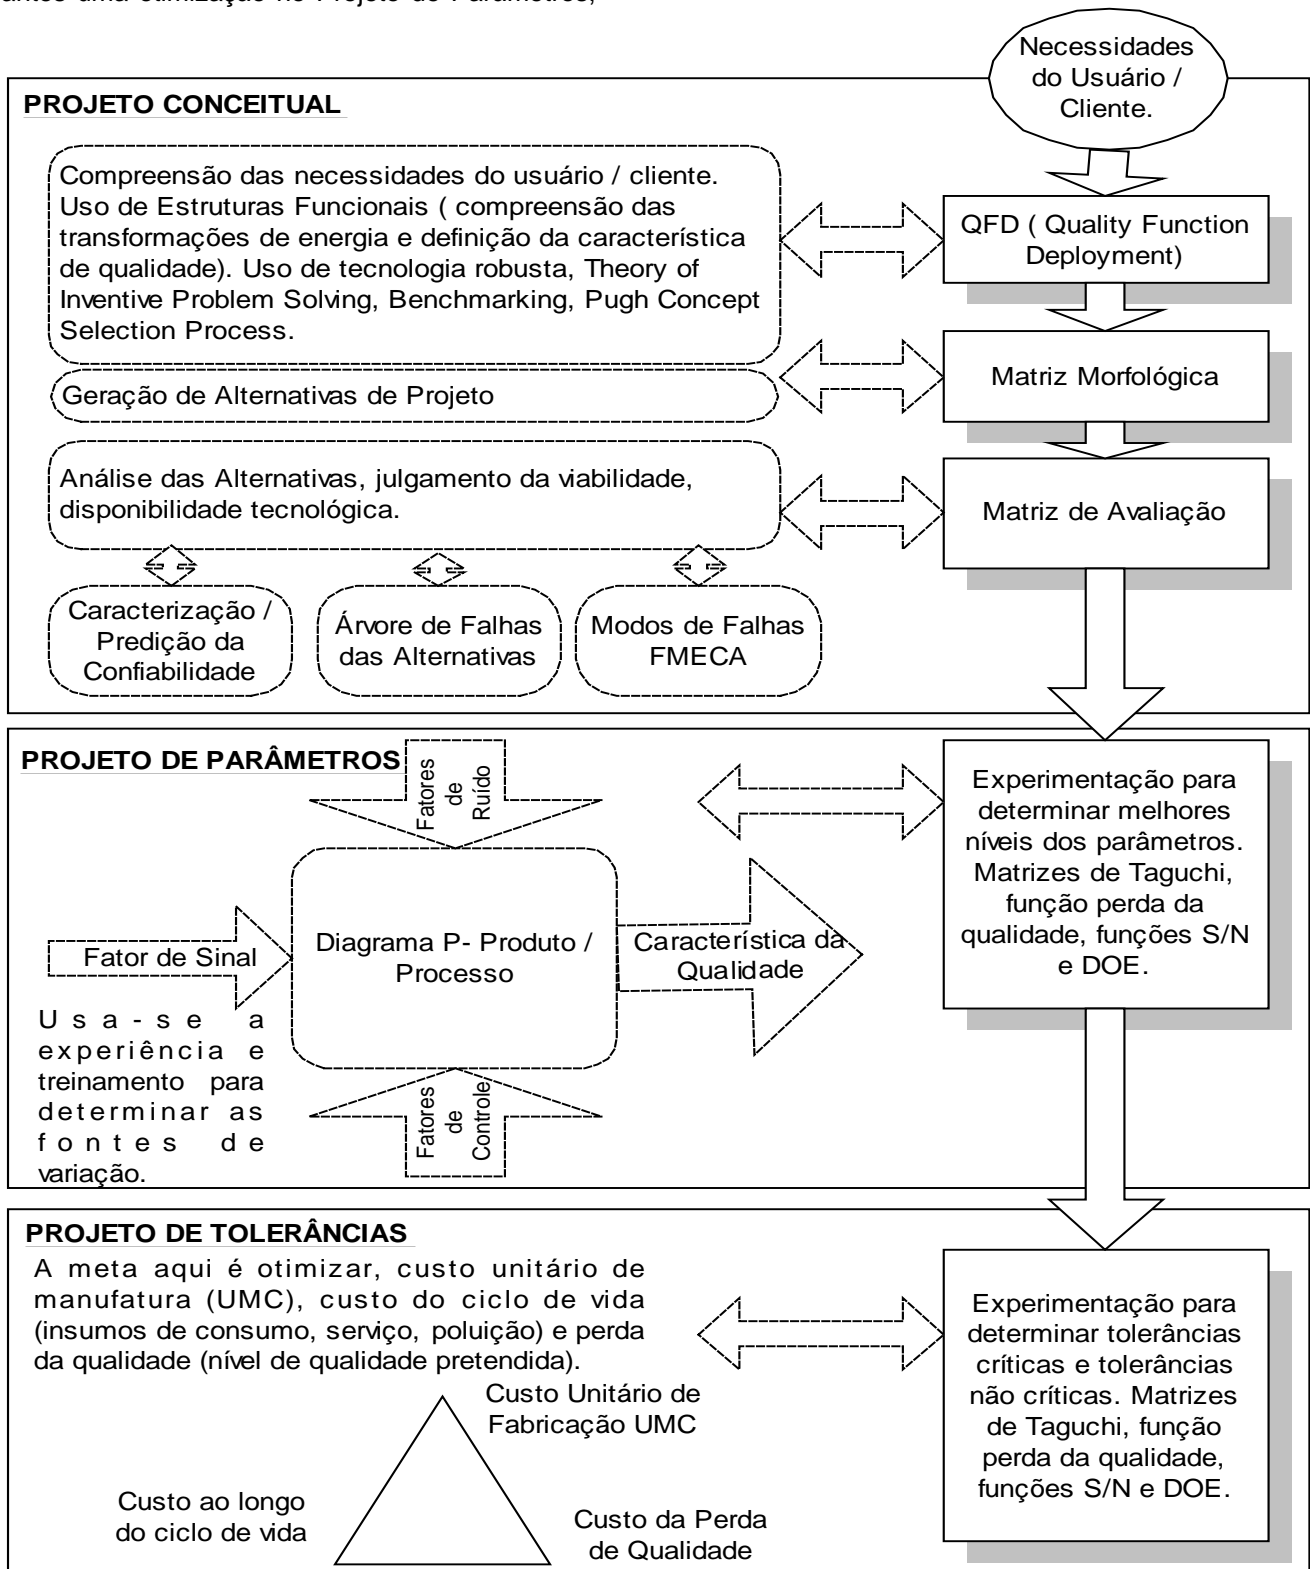 antes uma otimização no Projeto de Parâmetros,
Necessidades
do Usuário /
Cliente.
PROJETO CONCEITUAL
Compreensão das necessidades do usuário / cliente.
Uso de Estruturas Funcionais ( compreensão das
transformações de energia e definição da característica
de qualidade). Uso de tecnologia robusta, Theory of
Inventive Problem Solving, Benchmarking, Pugh Concept
Selection Process.
QFD ( Quality Function
Deployment)
Geração de Alternativas de Projeto
Matriz Morfológica
Análise das Alternativas, julgamento da viabilidade,
disponibilidade tecnológica.
Matriz de Avaliação
Caracterização /
Predição da
Confiabilidade
Árvore de Falhas
das Alternativas
Modos de Falhas
FMECA
PROJETO DE PARÂMETROS
Fatores
de
Ruído
Experimentação para
determinar melhores
níveis dos parâmetros.
Matrizes de Taguchi,
função perda da
qualidade, funções S/N
e DOE.
Fator de Sinal
Diagrama P- Produto /
Processo
Característica da
Qualidade
Usa-se a
experiência e
treinamento para
determinar as
fontes de
variação.
Fatores
de
Controle
PROJETO DE TOLERÂNCIAS
A meta aqui é otimizar, custo unitário de
manufatura (UMC), custo do ciclo de vida
(insumos de consumo, serviço, poluição) e perda
da qualidade (nível de qualidade pretendida).
Experimentação para
determinar tolerâncias
críticas e tolerâncias
não críticas. Matrizes
de Taguchi, função
perda da qualidade,
funções S/N e DOE.
Custo Unitário de
Fabricação UMC
Custo ao longo
do ciclo de vida
Custo da Perda
de Qualidade